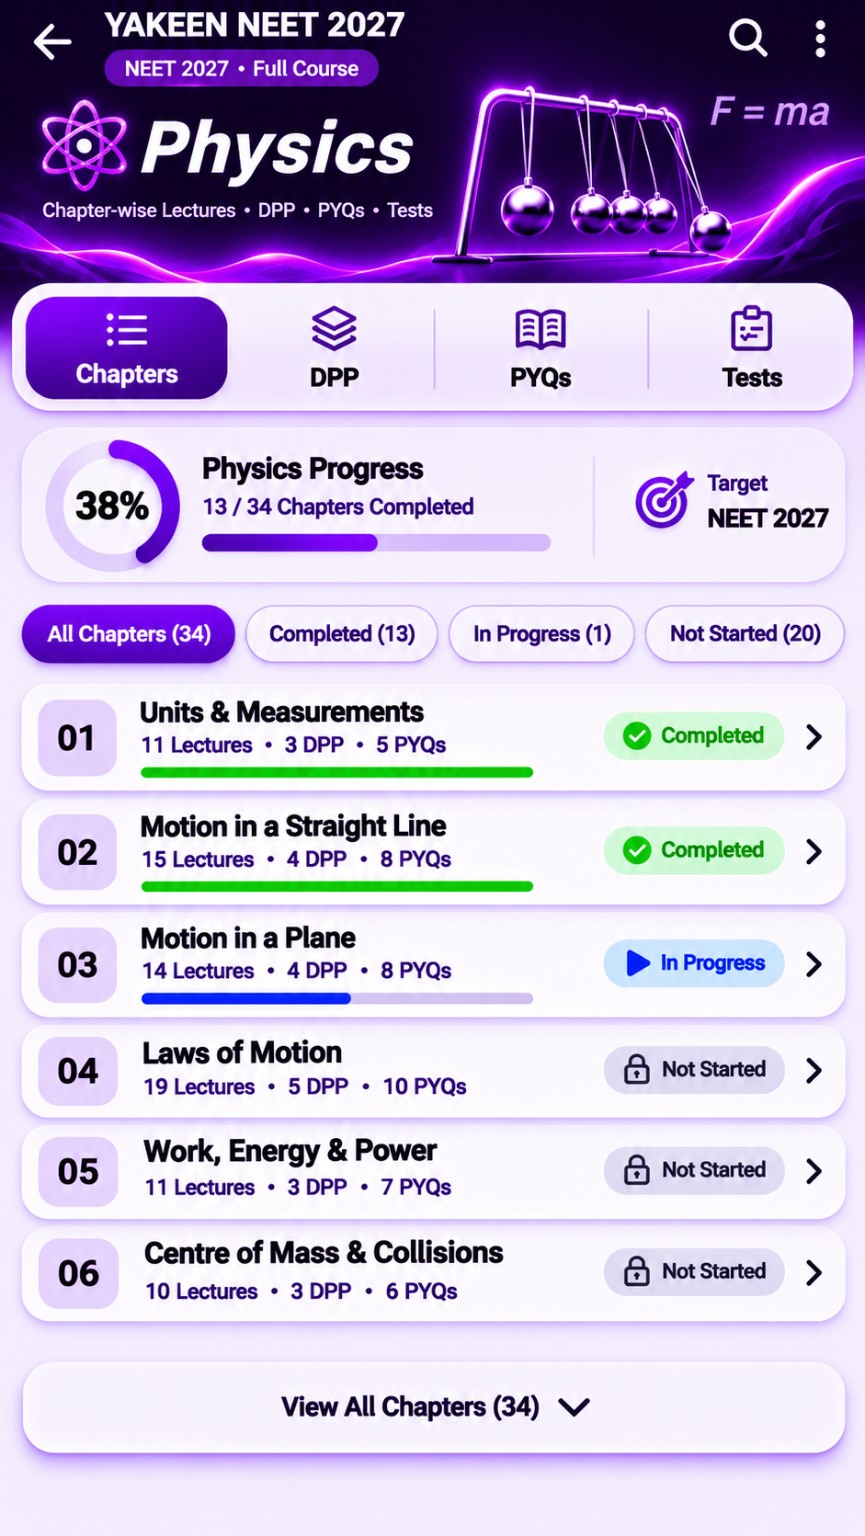 YAKEEN NEET 2027
NEET 2027 • Full Course
F = ma
Physics
Chapter-wise Lectures • DPP • PYQs • Tests
Chapters
DPP
PYQs
Tests
38%
Physics Progress
13 / 34 Chapters Completed
Target
NEET 2027
All Chapters (34)
Completed (13)
In Progress (1)
Not Started (20)
01
Units & Measurements
11 Lectures • 3 DPP • 5 PYQs
Completed
02
Motion in a Straight Line
15 Lectures • 4 DPP • 8 PYQs
Completed
03
Motion in a Plane
14 Lectures • 4 DPP • 8 PYQs
In Progress
04
Laws of Motion
19 Lectures • 5 DPP • 10 PYQs
Not Started
05
Work, Energy & Power
11 Lectures • 3 DPP • 7 PYQs
Not Started
06
Centre of Mass & Collisions
10 Lectures • 3 DPP • 6 PYQs
Not Started
View All Chapters (34)